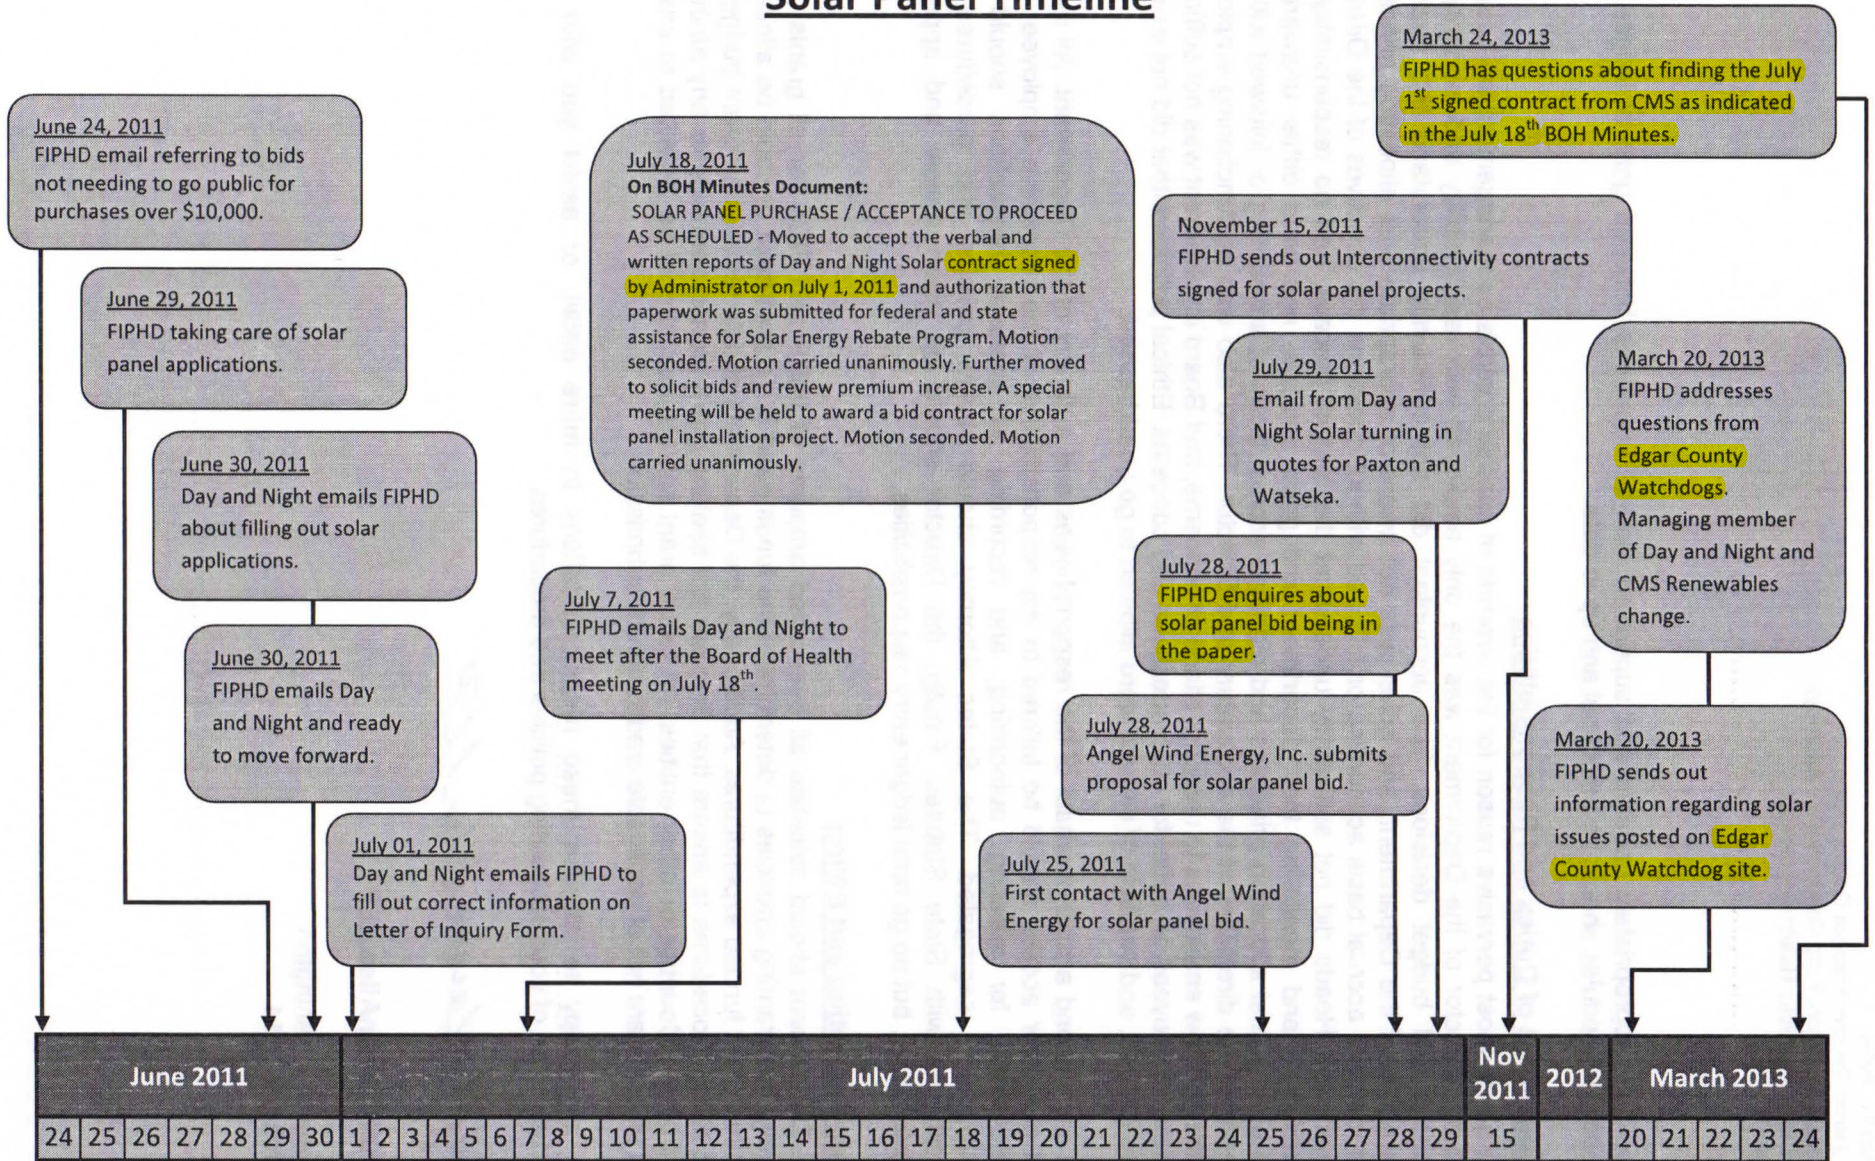 Solar Panel Timeline
June 24, 2011
FIPHD email referring to bids
not needing to go public for
purchases over $10,000.
June 29, 2011
FIPHD taking care of solar
panel applications.
June 30, 2011
Day and Night emails FIPHD
about filling out solar
applications.
June 30, 2011
FIPHD emails Day
and Night and ready
to move forward.
July 01, 2011
Day and Night emails FIPHD to
fill out correct information on
Letter of Inquiry Form.
July 7, 2011
FIPHD emails Day and Night to
meet after the Board of Health
meeting on July 18th.
July 18, 2011
On BOH Minutes Document:
SOLAR PANEL PURCHASE / ACCEPTANCE TO PROCEED
AS SCHEDULED - Moved to accept the verbal and
written reports of Day and Night Solar contract signed
by Administrator on July 1, 2011 and authorization that
paperwork was submitted for federal and state
assistance for Solar Energy Rebate Program. Motion
seconded. Motion carried unanimously. Further moved
to solicit bids and review premium increase. A special
meeting will be held to award a bid contract for solar
panel installation project. Motion seconded. Motion
carried unanimously.
July 25, 2011
First contact with Angel Wind
Energy for solar panel bid.
July 28, 2011
Angel Wind Energy, Inc. submits
proposal for solar panel bid.
July 28, 2011
FIPHD enquires about
solar panel bid being in
the paper.
July 29, 2011
Email from Day and
Night Solar turning in
quotes for Paxton and
Watseka.
November 15, 2011
FIPHD sends out Interconnectivity contracts
signed for solar panel projects.
March 20, 2013
FIPHD addresses
questions from
Edgar County
Watchdogs.
Managing member
of Day and Night and
CMS Renewables
change.
March 20, 2013
FIPHD sends out
information regarding solar
issues posted on Edgar
County Watchdog site.
March 24, 2013
FIPHD has questions about finding the July
1st signed contract from CMS as indicated
in the July 18th BOH Minutes.
June 2011 July 2011 Nov 2011 2012 March 2013
24 25 26 27 28 29 30 1 2 3 4 5 6 7 8 9 10 11 12 13 14 15 16 17 18 19 20 21 22 23 24 25 26 27 28 29 15 20 21 22 23 24